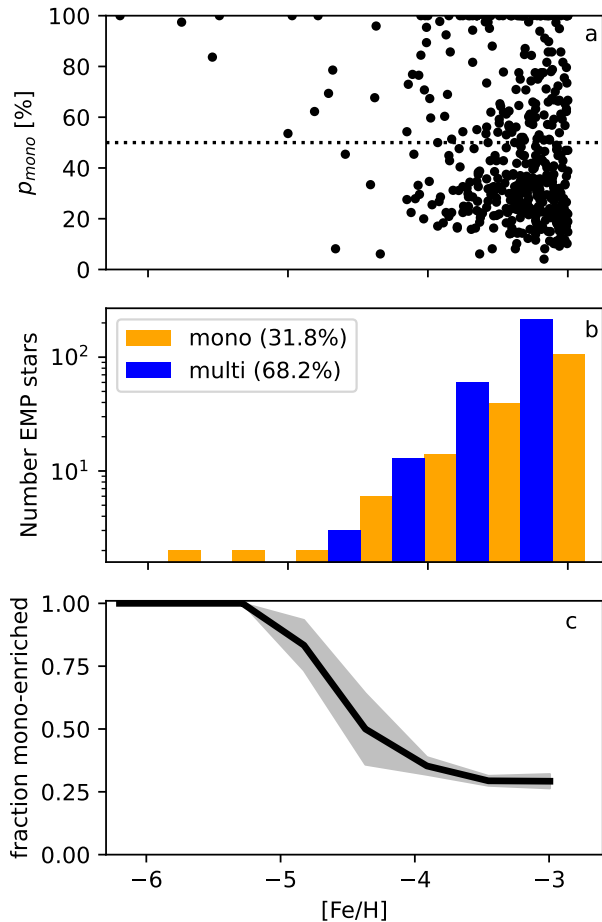 100
80
60
40
20
0
p_mono [%]
a
10²
10¹
Number EMP stars
mono (31.8%)
multi (68.2%)
b
1.00
0.75
0.50
0.25
0.00
fraction mono-enriched
c
−6 −5 −4 −3
[Fe/H]